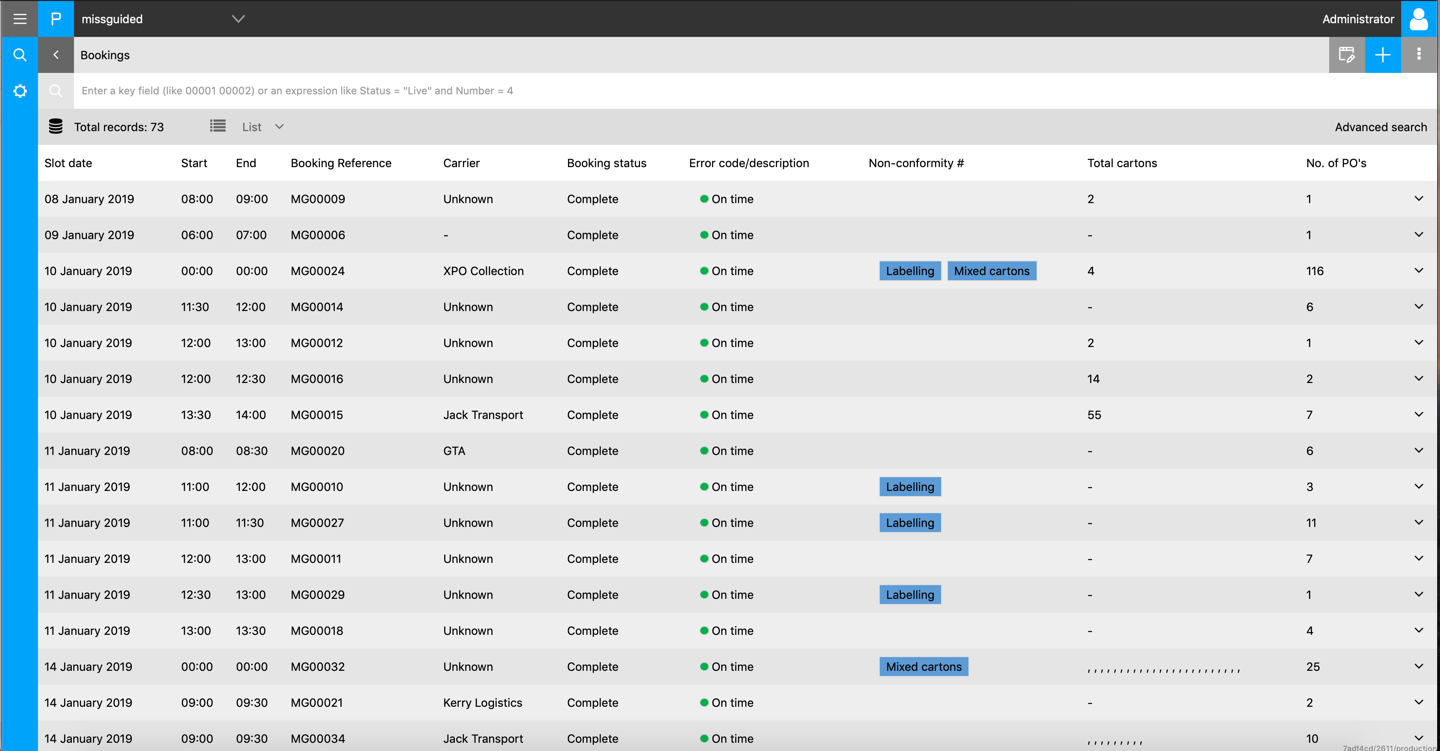 P missguided Administrator
Bookings
Enter a key field (like 00001 00002) or an expression like Status = "Live" and Number = 4
Total records: 73 List Advanced search
Slot date Start End Booking Reference Carrier Booking status Error code/description Non-conformity # Total cartons No. of PO's
08 January 2019 08:00 09:00 MG00009 Unknown Complete On time 2 1
09 January 2019 06:00 07:00 MG00006 - Complete On time - 1
10 January 2019 00:00 00:00 MG00024 XPO Collection Complete On time Labelling Mixed cartons 4 116
10 January 2019 11:30 12:00 MG00014 Unknown Complete On time - 6
10 January 2019 12:00 13:00 MG00012 Unknown Complete On time 2 1
10 January 2019 12:00 12:30 MG00016 Unknown Complete On time 14 2
10 January 2019 13:30 14:00 MG00015 Jack Transport Complete On time 55 7
11 January 2019 08:00 08:30 MG00020 GTA Complete On time - 6
11 January 2019 11:00 12:00 MG00010 Unknown Complete On time Labelling - 3
11 January 2019 11:00 11:30 MG00027 Unknown Complete On time Labelling - 11
11 January 2019 12:00 13:00 MG00011 Unknown Complete On time - 7
11 January 2019 12:30 13:00 MG00029 Unknown Complete On time Labelling - 1
11 January 2019 13:00 13:30 MG00018 Unknown Complete On time - 4
14 January 2019 00:00 00:00 MG00032 Unknown Complete On time Mixed cartons , , , , , , , , , , , , , , , , , , , , , , , , 25
14 January 2019 09:00 09:30 MG00021 Kerry Logistics Complete On time - 2
14 January 2019 09:00 09:30 MG00034 Jack Transport Complete On time , , , , , , , , , 10
7adf4cd/2611/production